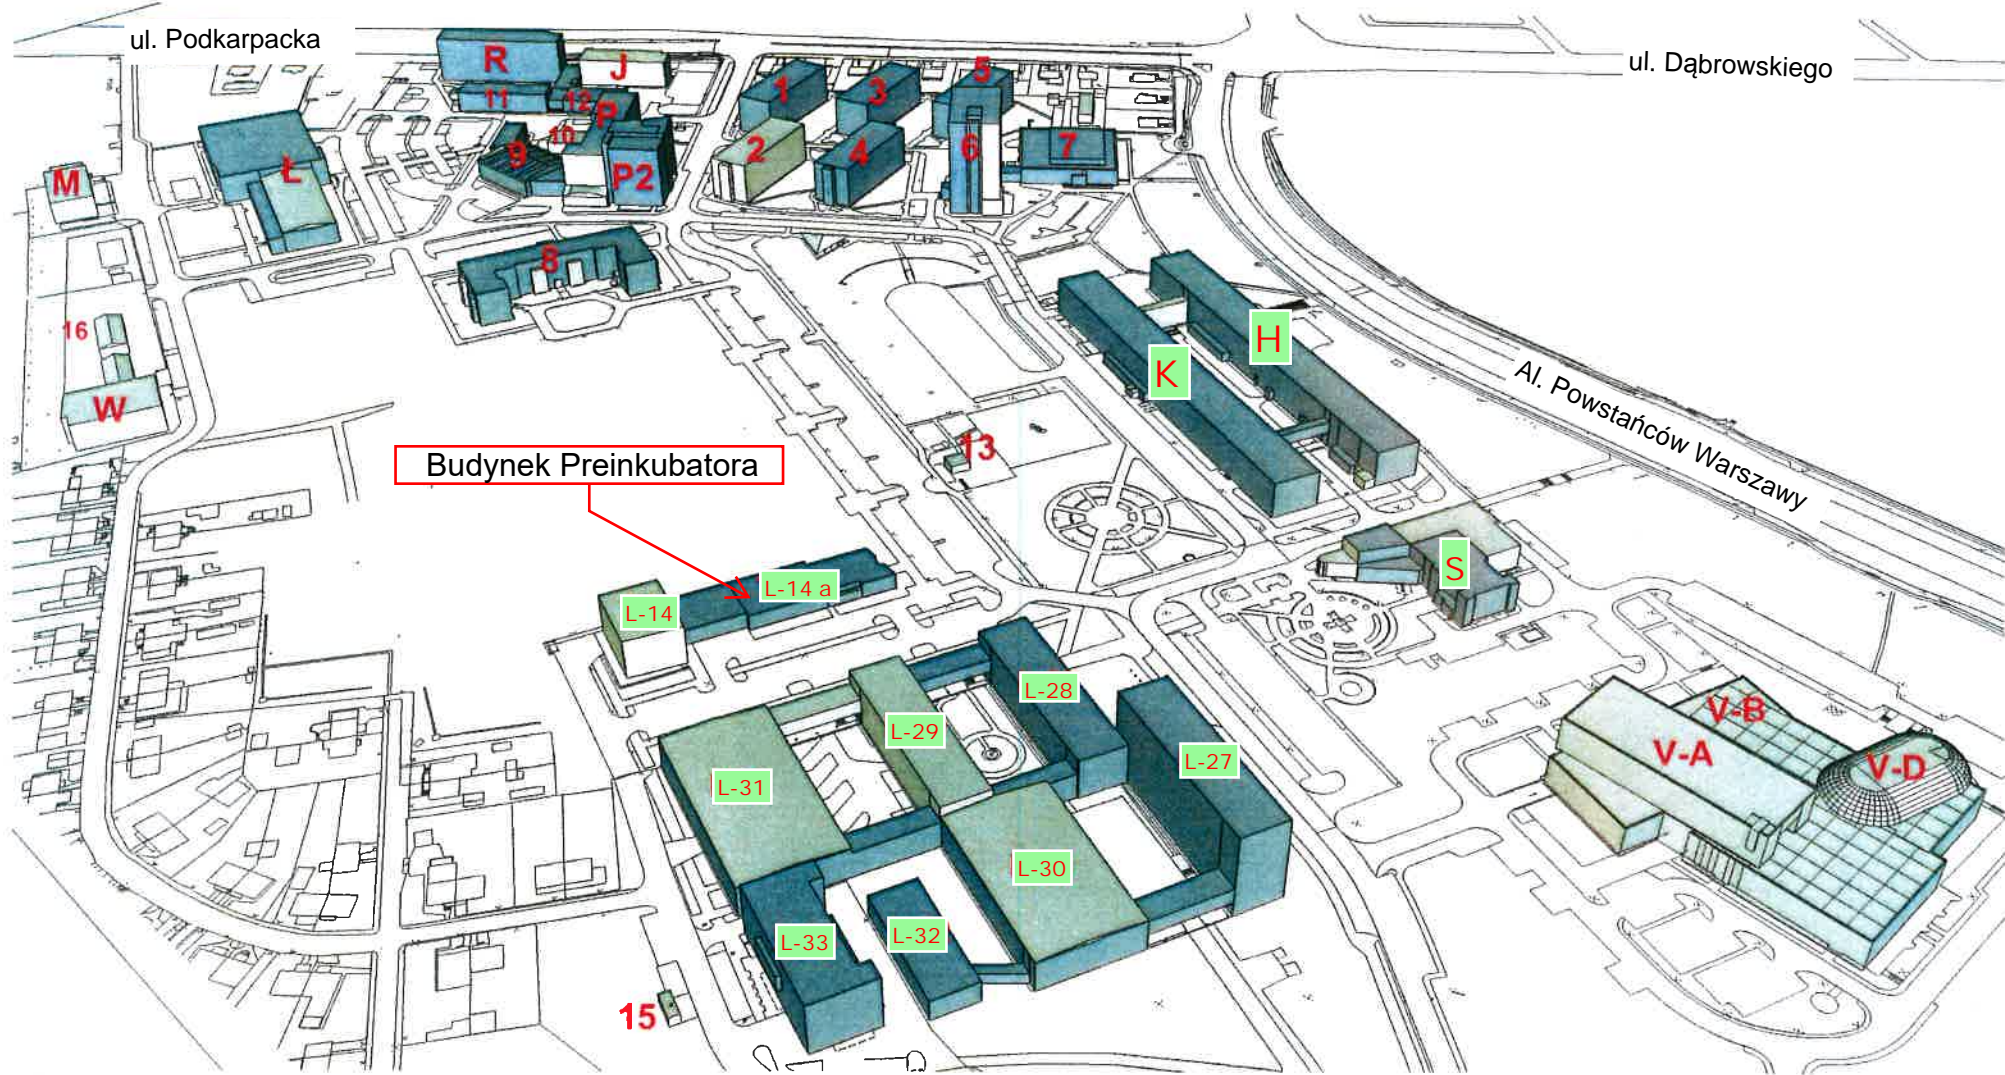 ul. Podkarpacka
ul. Dąbrowskiego
R
J
11
12
P
10
9
P2
1
3
5
2
4
6
7
M
Ł
8
16
W
H
K
Al. Powstańców Warszawy
13
Budynek Preinkubatora
L-14
L-14 a
S
L-28
L-29
L-27
L-31
L-30
L-33
L-32
15
V-B
V-A
V-D